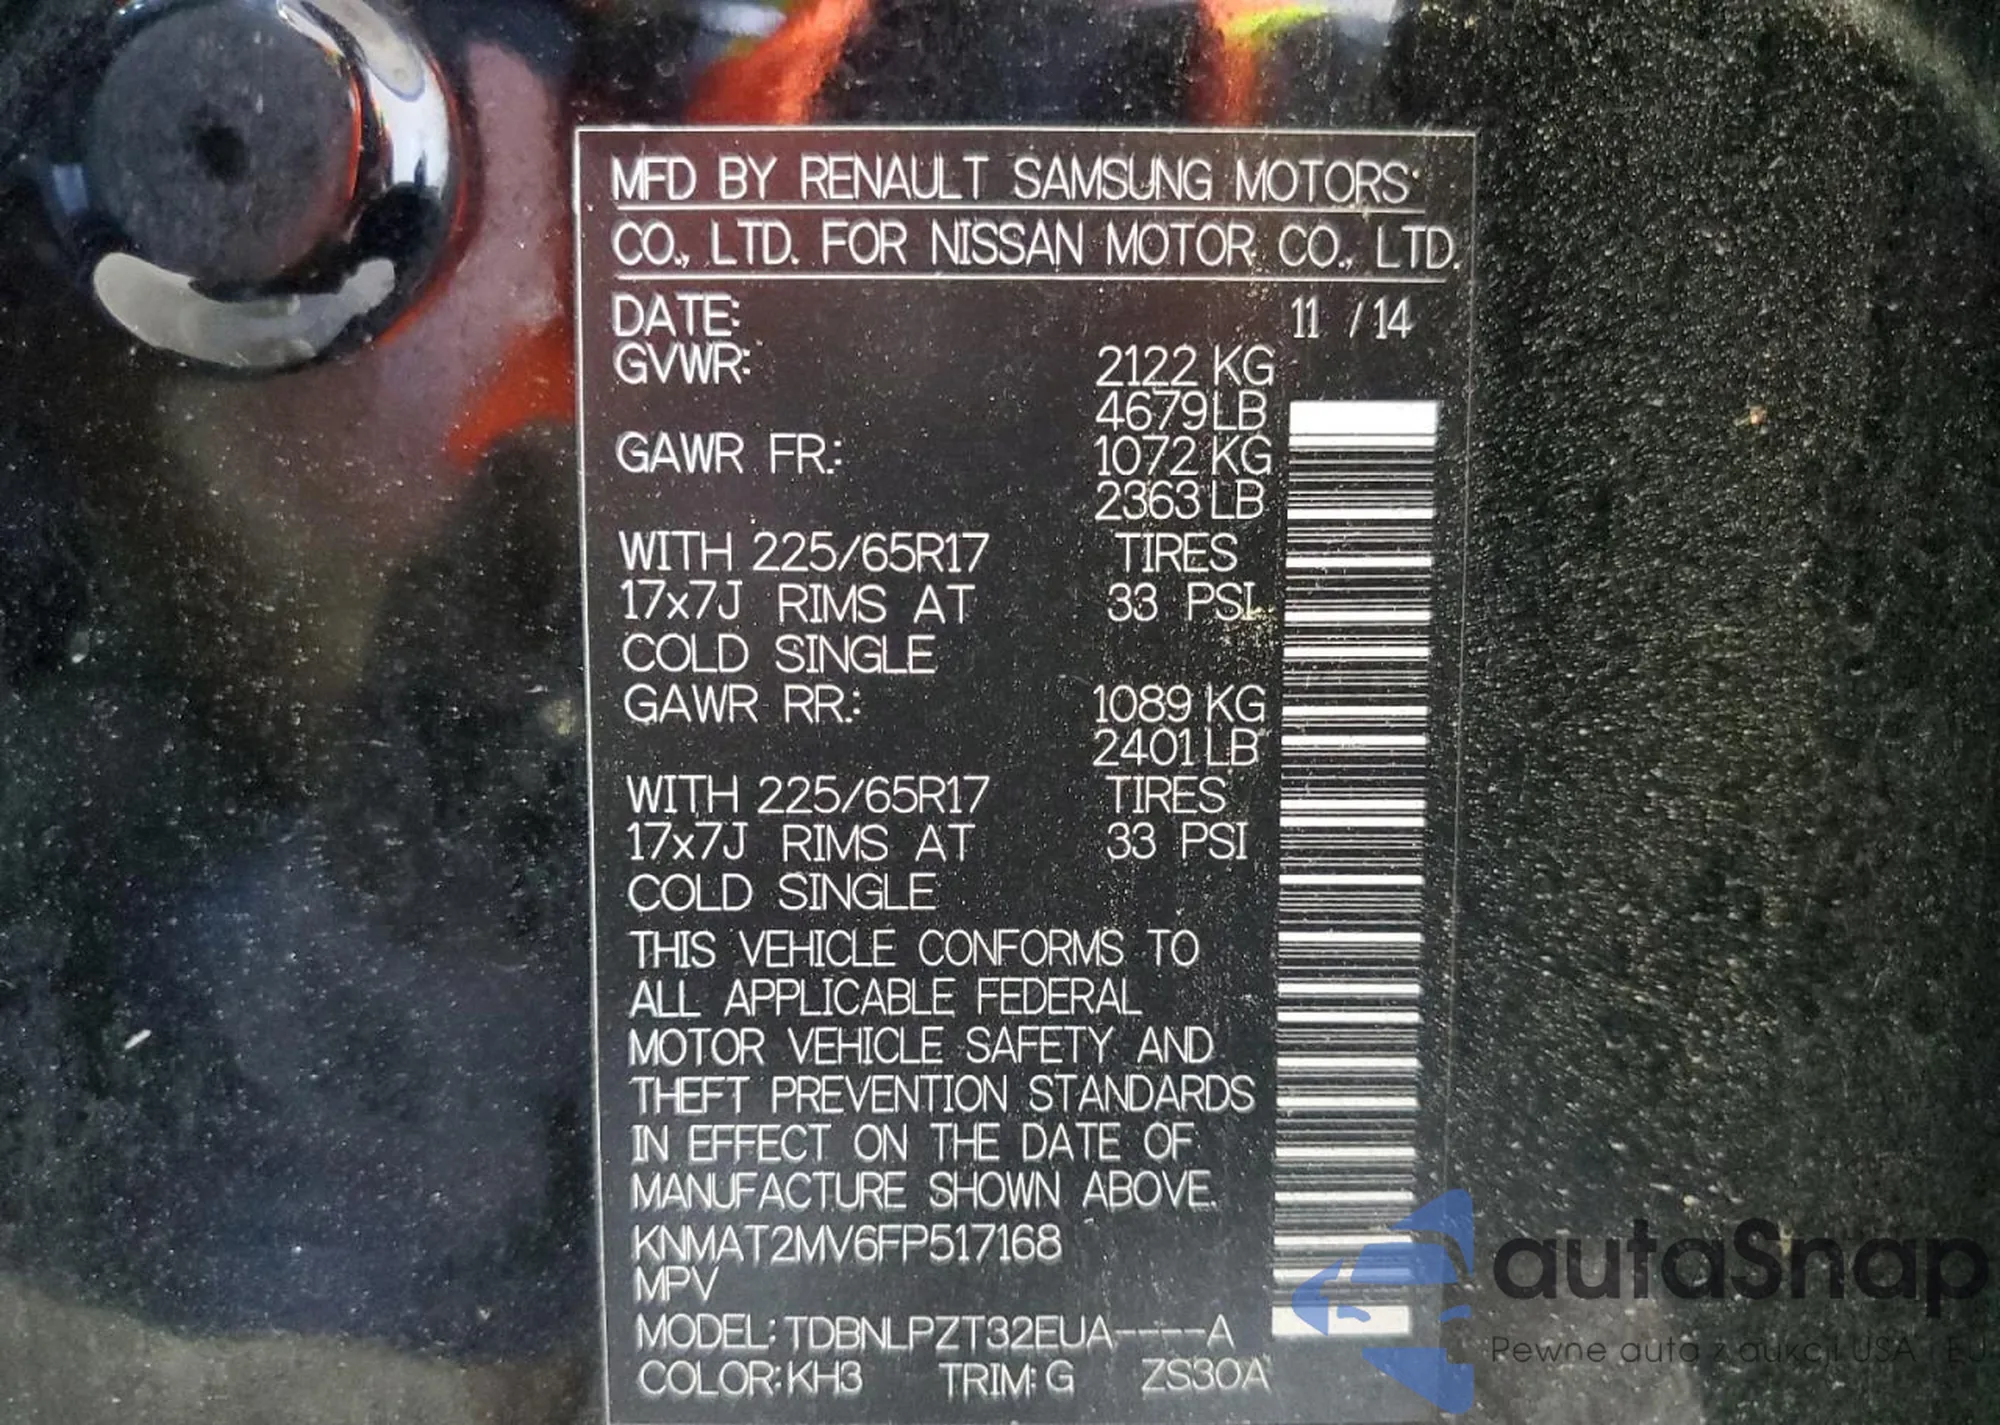 MFD BY RENAULT SAMSUNG MOTORS
CO., LTD. FOR NISSAN MOTOR CO., LTD.
DATE: 11 / 14
GVWR: 2122 KG
4679 LB
GAWR FR.: 1072 KG
2363 LB
WITH 225/65R17 TIRES
17x7J RIMS AT 33 PSI
COLD SINGLE
GAWR RR.: 1089 KG
2401 LB
WITH 225/65R17 TIRES
17x7J RIMS AT 33 PSI
COLD SINGLE
THIS VEHICLE CONFORMS TO
ALL APPLICABLE FEDERAL
MOTOR VEHICLE SAFETY AND
THEFT PREVENTION STANDARDS
IN EFFECT ON THE DATE OF
MANUFACTURE SHOWN ABOVE.
KNMAT2MV6FP517168
MPV
MODEL: TDBNLPZT32EUA----A
COLOR: KH3 TRIM: G ZS30A
autaSnap
Pewne auta z aukcji USA i EU